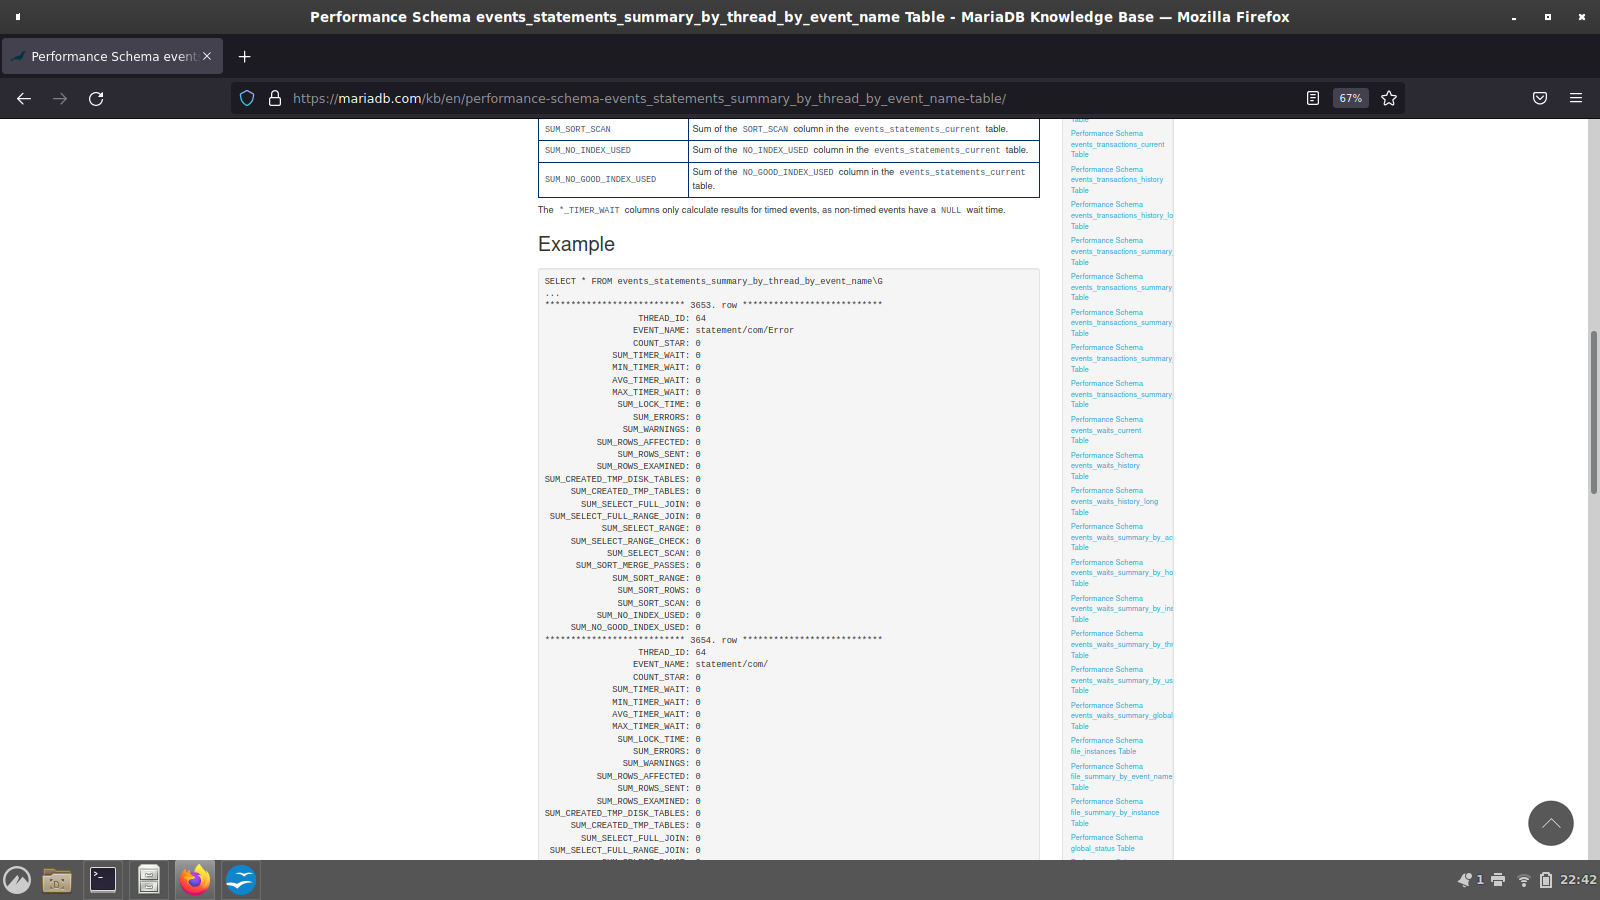 Performance Schema events_statements_summary_by_thread_by_event_name Table - MariaDB Knowledge Base — Mozilla Firefox
Performance Schema event
https://mariadb.com/kb/en/performance-schema-events_statements_summary_by_thread_by_event_name-table/
67%
SUM_SORT_SCAN Sum of the SORT_SCAN column in the events_statements_current table.
SUM_NO_INDEX_USED Sum of the NO_INDEX_USED column in the events_statements_current table.
SUM_NO_GOOD_INDEX_USED Sum of the NO_GOOD_INDEX_USED column in the events_statements_current
table.
The *_TIMER_WAIT columns only calculate results for timed events, as non-timed events have a NULL wait time.
Example
SELECT * FROM events_statements_summary_by_thread_by_event_name\G
...
*************************** 3653. row ***************************
THREAD_ID: 64
EVENT_NAME: statement/com/Error
COUNT_STAR: 0
SUM_TIMER_WAIT: 0
MIN_TIMER_WAIT: 0
AVG_TIMER_WAIT: 0
MAX_TIMER_WAIT: 0
SUM_LOCK_TIME: 0
SUM_ERRORS: 0
SUM_WARNINGS: 0
SUM_ROWS_AFFECTED: 0
SUM_ROWS_SENT: 0
SUM_ROWS_EXAMINED: 0
SUM_CREATED_TMP_DISK_TABLES: 0
SUM_CREATED_TMP_TABLES: 0
SUM_SELECT_FULL_JOIN: 0
SUM_SELECT_FULL_RANGE_JOIN: 0
SUM_SELECT_RANGE: 0
SUM_SELECT_RANGE_CHECK: 0
SUM_SELECT_SCAN: 0
SUM_SORT_MERGE_PASSES: 0
SUM_SORT_RANGE: 0
SUM_SORT_ROWS: 0
SUM_SORT_SCAN: 0
SUM_NO_INDEX_USED: 0
SUM_NO_GOOD_INDEX_USED: 0
*************************** 3654. row ***************************
THREAD_ID: 64
EVENT_NAME: statement/com/
COUNT_STAR: 0
SUM_TIMER_WAIT: 0
MIN_TIMER_WAIT: 0
AVG_TIMER_WAIT: 0
MAX_TIMER_WAIT: 0
SUM_LOCK_TIME: 0
SUM_ERRORS: 0
SUM_WARNINGS: 0
SUM_ROWS_AFFECTED: 0
SUM_ROWS_SENT: 0
SUM_ROWS_EXAMINED: 0
SUM_CREATED_TMP_DISK_TABLES: 0
SUM_CREATED_TMP_TABLES: 0
SUM_SELECT_FULL_JOIN: 0
SUM_SELECT_FULL_RANGE_JOIN: 0
Table
Performance Schema
events_transactions_current
Table
Performance Schema
events_transactions_history
Table
Performance Schema
events_transactions_history_lo
Table
Performance Schema
events_transactions_summary_
Table
Performance Schema
events_transactions_summary_
Table
Performance Schema
events_transactions_summary_
Table
Performance Schema
events_transactions_summary_
Table
Performance Schema
events_transactions_summary_
Table
Performance Schema
events_waits_current
Table
Performance Schema
events_waits_history
Table
Performance Schema
events_waits_history_long
Table
Performance Schema
events_waits_summary_by_ac
Table
Performance Schema
events_waits_summary_by_ho
Table
Performance Schema
events_waits_summary_by_ins
Table
Performance Schema
events_waits_summary_by_thr
Table
Performance Schema
events_waits_summary_by_us
Table
Performance Schema
events_waits_summary_global
Table
Performance Schema
file_instances Table
Performance Schema
file_summary_by_event_name
Table
Performance Schema
file_summary_by_instance
Table
Performance Schema
global_status Table
1
22:42